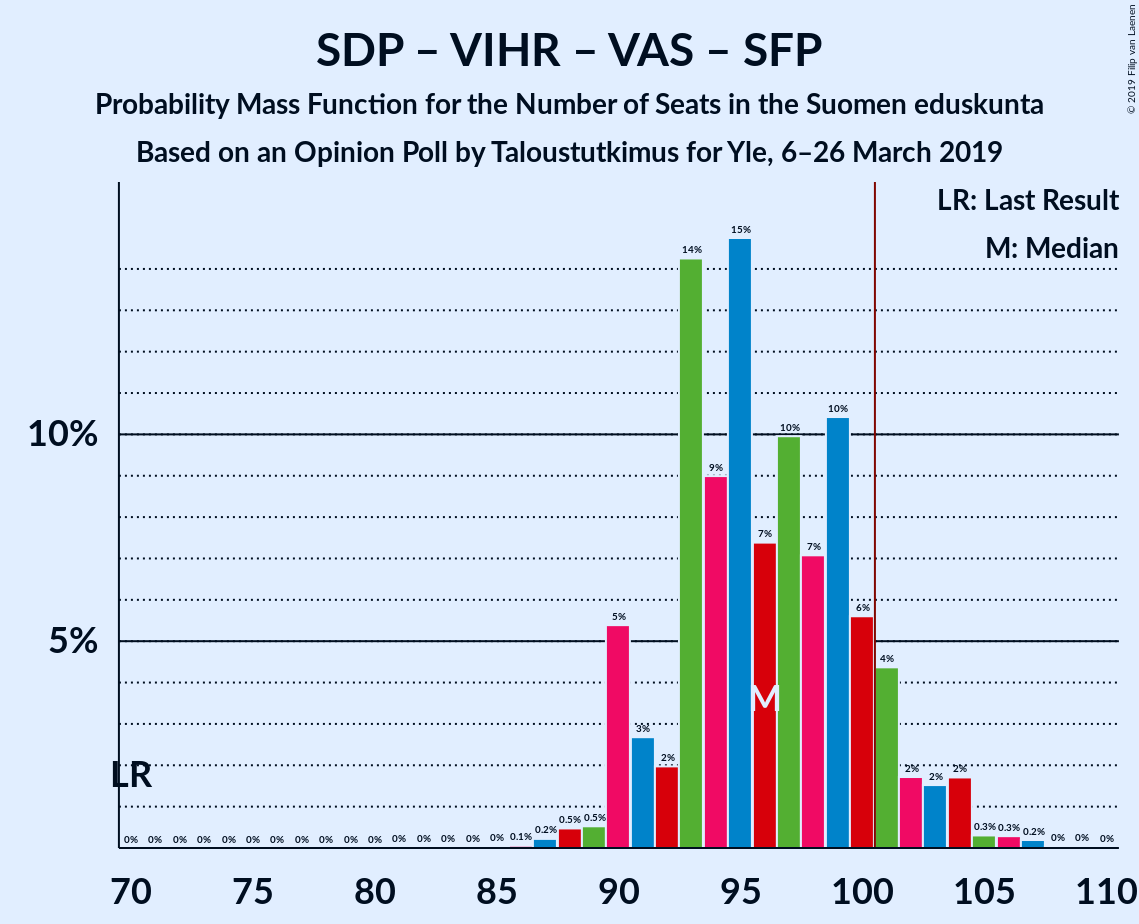 SDP – VIHR – VAS – SFP
Probability Mass Function for the Number of Seats in the Suomen eduskunta
Based on an Opinion Poll by Taloustutkimus for Yle, 6–26 March 2019
© 2019 Filip van Laenen
LR: Last Result
M: Median
10%
5%
LR
M
0% 0% 0% 0% 0% 0% 0% 0% 0% 0% 0% 0% 0% 0% 0% 0% 0.1% 0.2% 0.5% 0.5% 5% 3% 2% 14% 9% 15% 7% 10% 7% 10% 6% 4% 2% 2% 2% 0.3% 0.3% 0.2% 0% 0% 0%
70 75 80 85 90 95 100 105 110